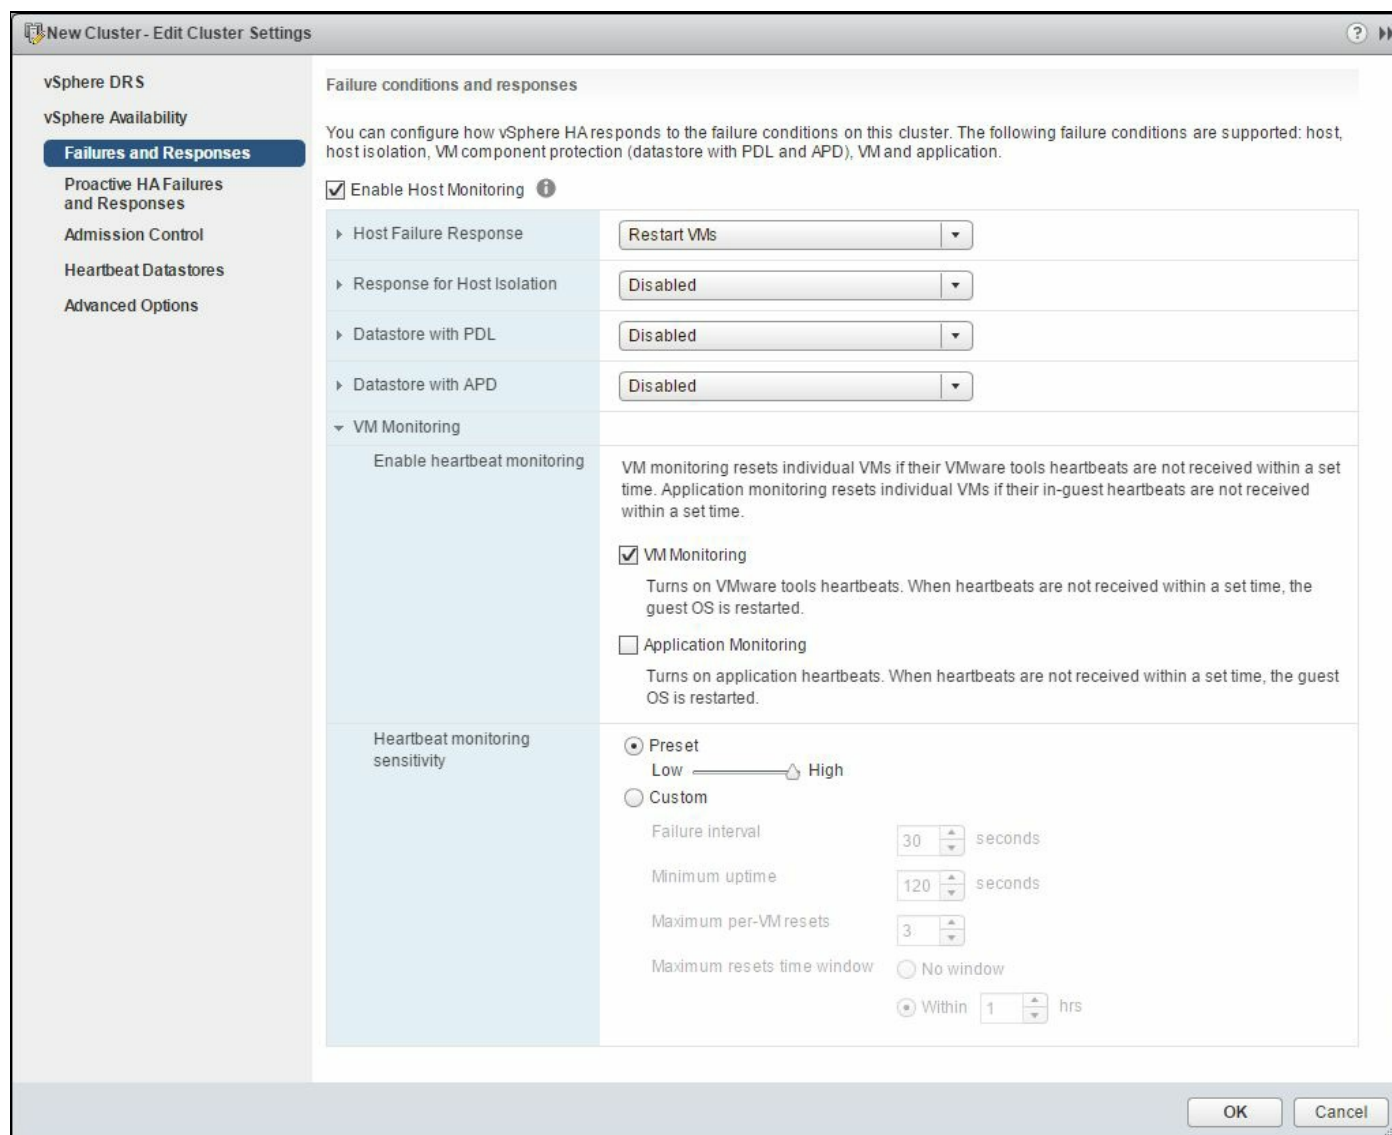 New Cluster - Edit Cluster Settings
?
vSphere DRS
vSphere Availability
Failures and Responses
Proactive HA Failures
and Responses
Admission Control
Heartbeat Datastores
Advanced Options
Failure conditions and responses
You can configure how vSphere HA responds to the failure conditions on this cluster. The following failure conditions are supported: host,
host isolation, VM component protection (datastore with PDL and APD), VM and application.
Enable Host Monitoring
Host Failure Response
Restart VMs
Response for Host Isolation
Disabled
Datastore with PDL
Disabled
Datastore with APD
Disabled
VM Monitoring
Enable heartbeat monitoring
VM monitoring resets individual VMs if their VMware tools heartbeats are not received within a set
time. Application monitoring resets individual VMs if their in-guest heartbeats are not received
within a set time.
VM Monitoring
Turns on VMware tools heartbeats. When heartbeats are not received within a set time, the
guest OS is restarted.
Application Monitoring
Turns on application heartbeats. When heartbeats are not received within a set time, the guest
OS is restarted.
Heartbeat monitoring
sensitivity
Preset
Low High
Custom
Failure interval 30 seconds
Minimum uptime 120 seconds
Maximum per-VM resets 3
Maximum resets time window No window
Within 1 hrs
OK Cancel